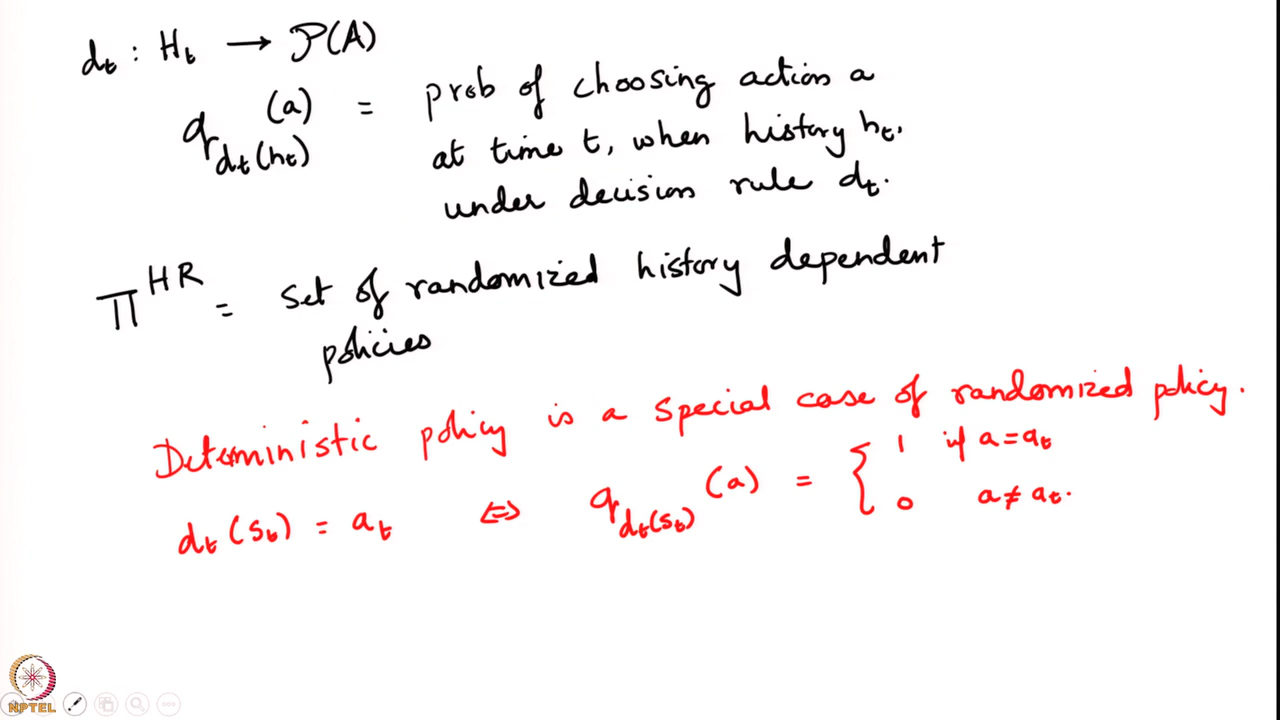 d_t : H_t → P(A)
q_{d_t(h_t)}(a) = prob of choosing action a
at time t, when history h_t,
under decision rule d_t.
Π^{HR} = set of randomized history dependent
policies
Deterministic policy is a special case of randomized policy.
d_t(s_t) = a_t ⇔ q_{d_t(s_t)}(a) = { 1 if a = a_t
0 a ≠ a_t.
NPTEL